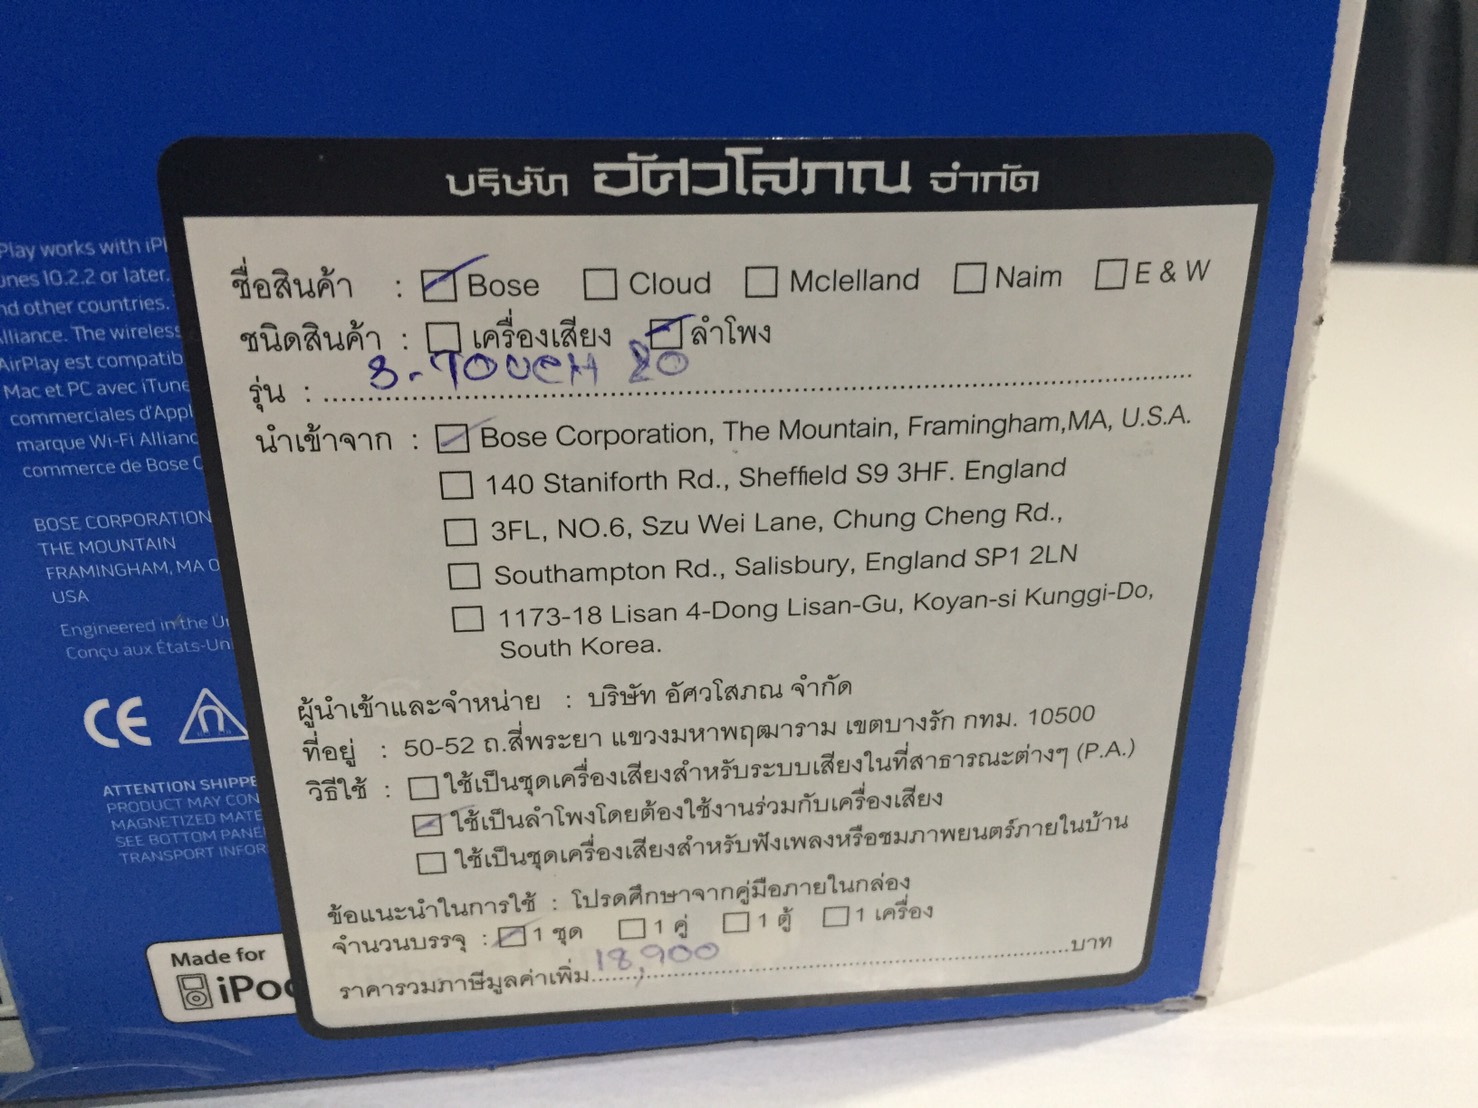 บริษัท อัศวโสภณ จำกัด
ชื่อสินค้า : Bose Cloud Mclelland Naim E & W
ชนิดสินค้า : เครื่องเสียง ลำโพง
รุ่น : S-TOUCH 20
นำเข้าจาก : Bose Corporation, The Mountain, Framingham,MA, U.S.A.
140 Staniforth Rd., Sheffield S9 3HF. England
3FL, NO.6, Szu Wei Lane, Chung Cheng Rd.,
Southampton Rd., Salisbury, England SP1 2LN
1173-18 Lisan 4-Dong Lisan-Gu, Koyan-si Kunggi-Do,
South Korea.
ผู้นำเข้าและจำหน่าย : บริษัท อัศวโสภณ จำกัด
ที่อยู่ : 50-52 ถ.สี่พระยา แขวงมหาพฤฒาราม เขตบางรัก กทม. 10500
วิธีใช้ : ใช้เป็นชุดเครื่องเสียงสำหรับระบบเสียงในที่สาธารณะต่างๆ (P.A.)
ใช้เป็นลำโพงโดยต้องใช้งานร่วมกับเครื่องเสียง
ใช้เป็นชุดเครื่องเสียงสำหรับฟังเพลงหรือชมภาพยนตร์ภายในบ้าน
ข้อแนะนำในการใช้ : โปรดศึกษาจากคู่มือภายในกล่อง
จำนวนบรรจุ : 1 ชุด 1 คู่ 1 ตู้ 1 เครื่อง
ราคารวมภาษีมูลค่าเพิ่ม 18,900 บาท
Play works with
10.2.2 or later.
other countries.
The wireless
AirPlay est compatib
Mac et PC avec iTune
commerciales d'Appl
marque Wi-Fi Allianc
commerce de Bose C
BOSE CORPORATION
THE MOUNTAIN
FRAMINGHAM, MA 0
USA
Engineered in the
Conçu aux États-Uni
CE
ATTENTION SHIPPE
PRODUCT MAY CON
MAGNETIZED MATE
SEE BOTTOM PANE
TRANSPORT INFOR
Made for
iPod